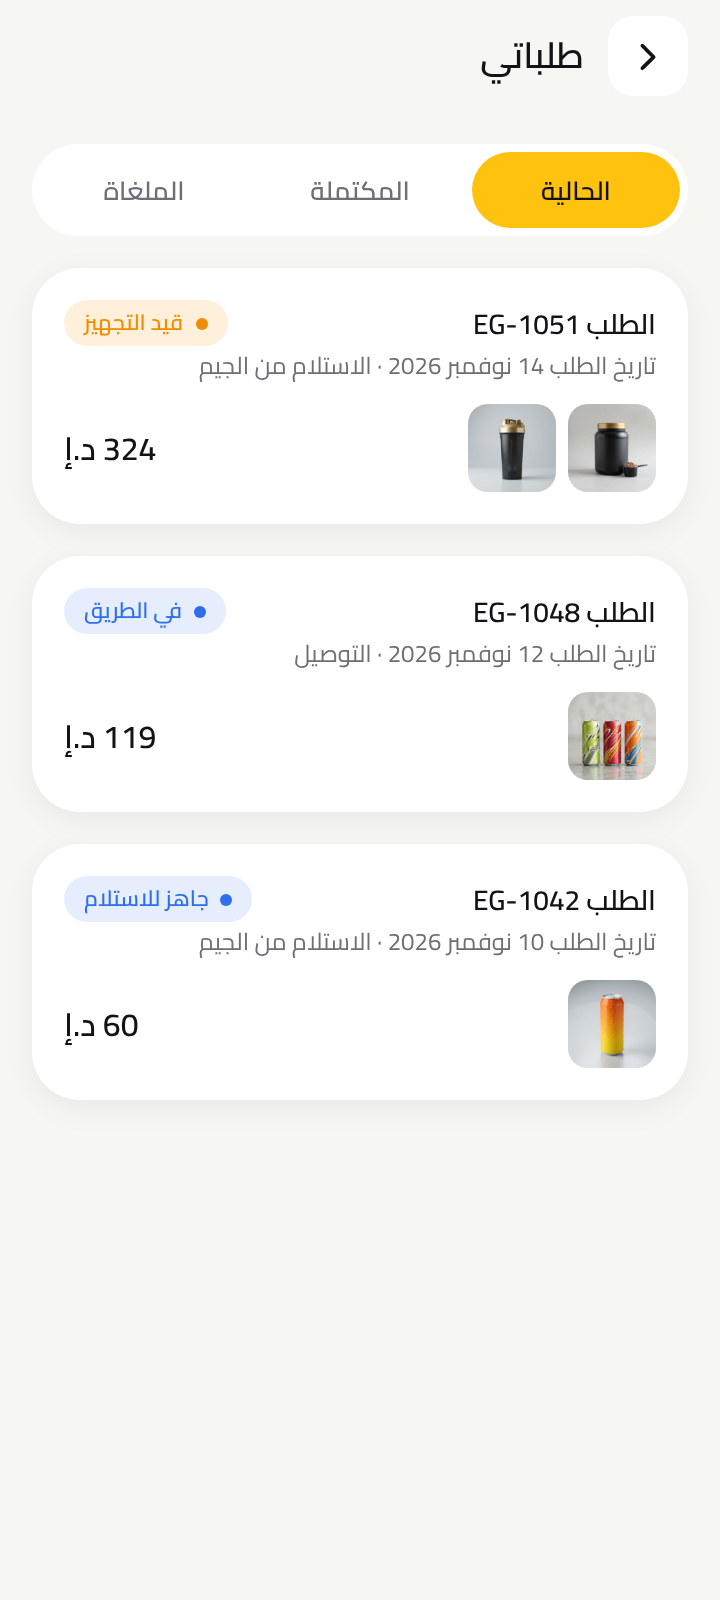 طلباتي
الحالية
المكتملة
الملغاة
الطلب EG-1051
قيد التجهيز
تاريخ الطلب 14 نوفمبر 2026 · الاستلام من الجيم
324 د.إ
الطلب EG-1048
في الطريق
تاريخ الطلب 12 نوفمبر 2026 · التوصيل
119 د.إ
الطلب EG-1042
جاهز للاستلام
تاريخ الطلب 10 نوفمبر 2026 · الاستلام من الجيم
60 د.إ